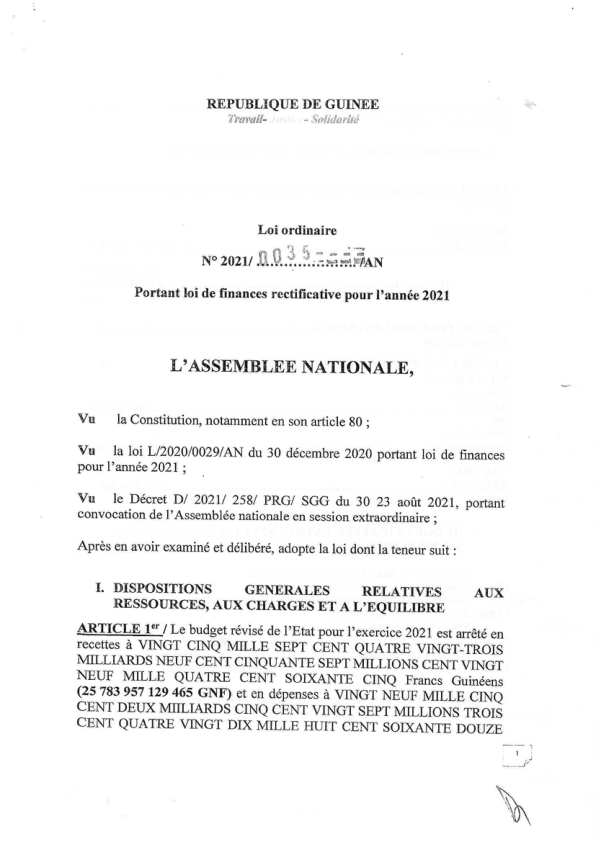 REPUBLIQUE DE GUINEE
Travail- Justice - Solidarité
Loi ordinaire
N° 2021/ 0035 /AN
Portant loi de finances rectificative pour l'année 2021
L'ASSEMBLEE NATIONALE,
Vu la Constitution, notamment en son article 80 ;
Vu la loi L/2020/0029/AN du 30 décembre 2020 portant loi de finances
pour l'année 2021 ;
Vu le Décret D/ 2021/ 258/ PRG/ SGG du 30 23 août 2021, portant
convocation de l'Assemblée nationale en session extraordinaire ;
Après en avoir examiné et délibéré, adopte la loi dont la teneur suit :
I. DISPOSITIONS GENERALES RELATIVES AUX
RESSOURCES, AUX CHARGES ET A L'EQUILIBRE
ARTICLE 1er / Le budget révisé de l'Etat pour l'exercice 2021 est arrêté en
recettes à VINGT CINQ MILLE SEPT CENT QUATRE VINGT-TROIS
MILLIARDS NEUF CENT CINQUANTE SEPT MILLIONS CENT VINGT
NEUF MILLE QUATRE CENT SOIXANTE CINQ Francs Guinéens
(25 783 957 129 465 GNF) et en dépenses à VINGT NEUF MILLE CINQ
CENT DEUX MIILIARDS CINQ CENT VINGT SEPT MILLIONS TROIS
CENT QUATRE VINGT DIX MILLE HUIT CENT SOIXANTE DOUZE
1